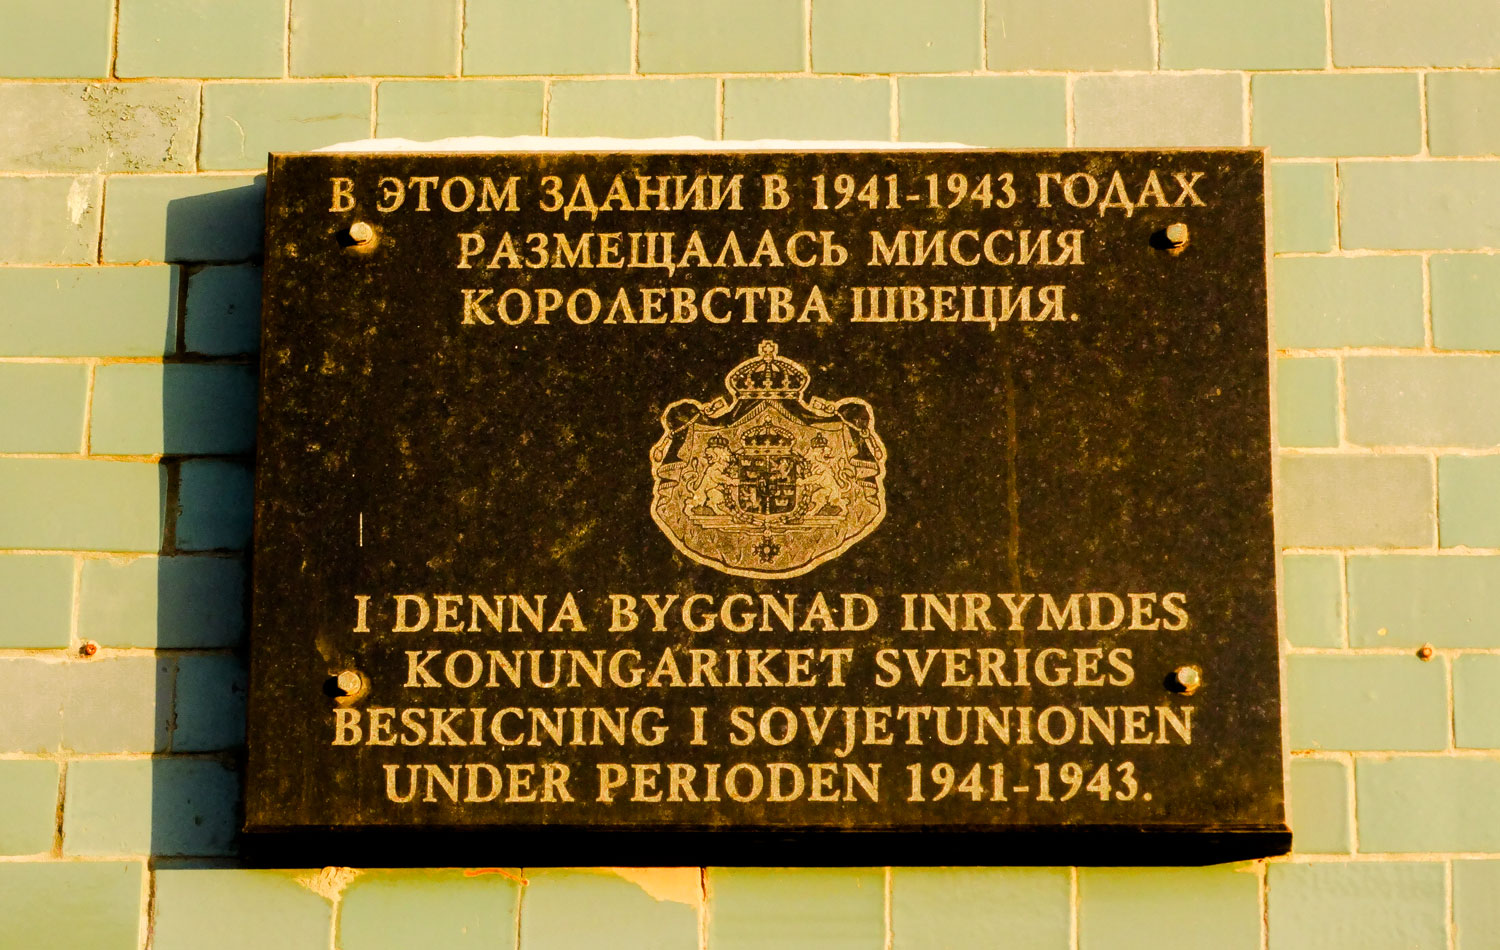 В ЭТОМ ЗДАНИИ В 1941-1943 ГОДАХ
РАЗМЕЩАЛАСЬ МИССИЯ
КОРОЛЕВСТВА ШВЕЦИЯ.
I DENNA BYGGNAD INRYMDES
KONUNGARIKET SVERIGES
BESKICNING I SOVJETUNIONEN
UNDER PERIODEN 1941-1943.